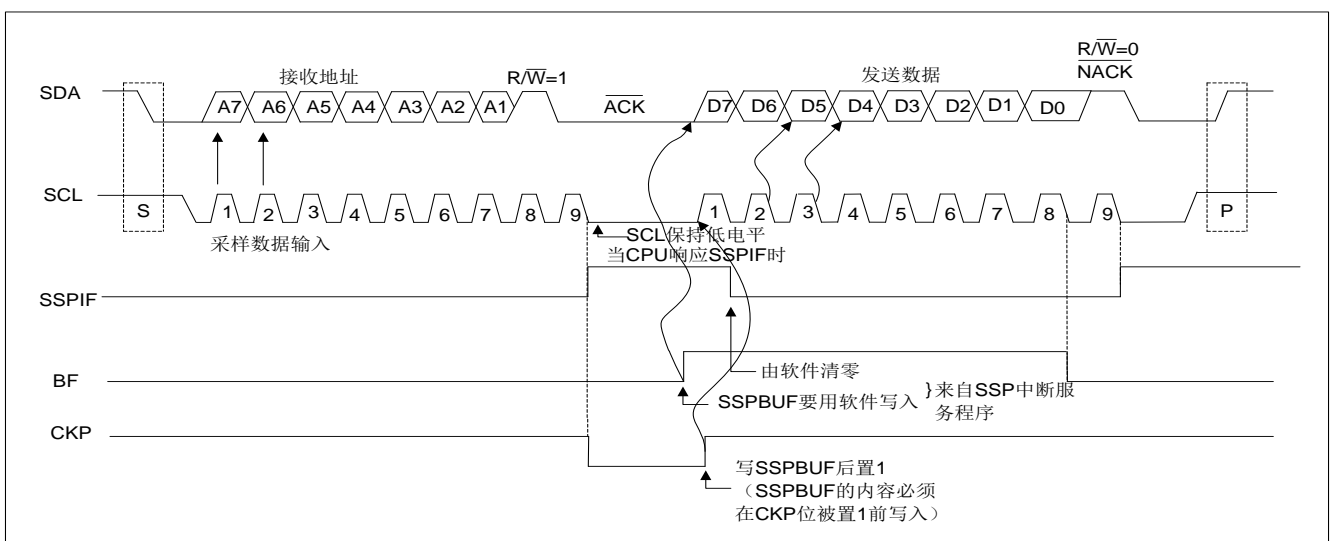 R/W=0
NACK
接收地址
R/W=1
发送数据
SDA
A7 A6 A5 A4 A3 A2 A1
ACK
D7 D6 D5 D4 D3 D2 D1 D0
SCL
S
1 2 3 4 5 6 7 8 9
1 2 3 4 5 6 7 8 9
P
采样数据输入
SCL保持低电平
当CPU响应SSPIF时
SSPIF
由软件清零
BF
SSPBUF要用软件写入
}来自SSP中断服
务程序
CKP
写SSPBUF后置1
(SSPBUF的内容必须
在CKP位被置1前写入)